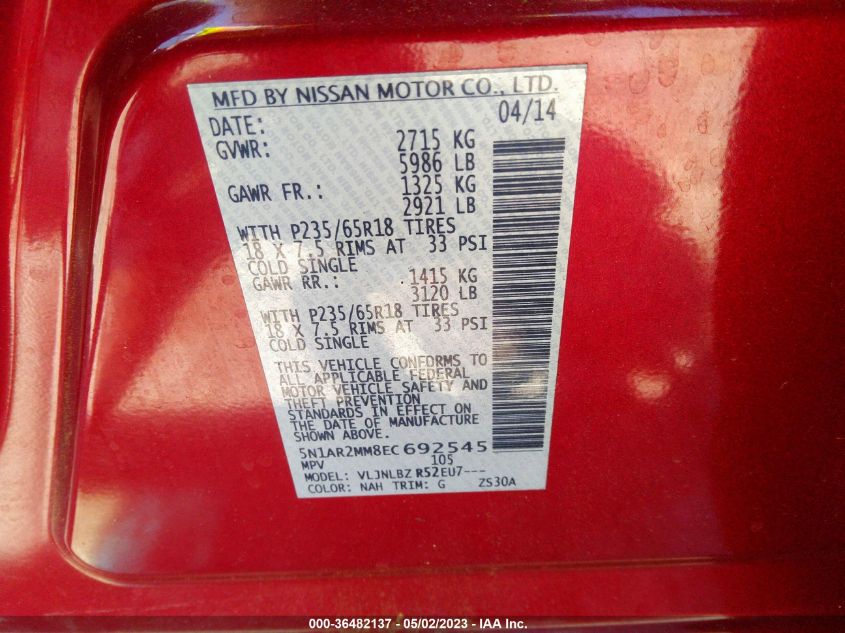 MFD BY NISSAN MOTOR CO., LTD.
DATE: 04/14
GVWR: 2715 KG
5986 LB
GAWR FR.: 1325 KG
2921 LB
WITH P235/65R18 TIRES
18 X 7.5 RIMS AT 33 PSI
COLD SINGLE
GAWR RR.: 1415 KG
3120 LB
WITH P235/65R18 TIRES
18 X 7.5 RIMS AT 33 PSI
COLD SINGLE
THIS VEHICLE CONFORMS TO
ALL APPLICABLE FEDERAL
MOTOR VEHICLE SAFETY AND
THEFT PREVENTION
STANDARDS IN EFFECT ON
THE DATE OF MANUFACTURE
SHOWN ABOVE.
5N1AR2MM8EC692545
MPV 105
MODEL: VLJNLBZ R52EU7---
COLOR: NAH TRIM: G ZS30A
000-36482137 - 05/02/2023 - IAA Inc.